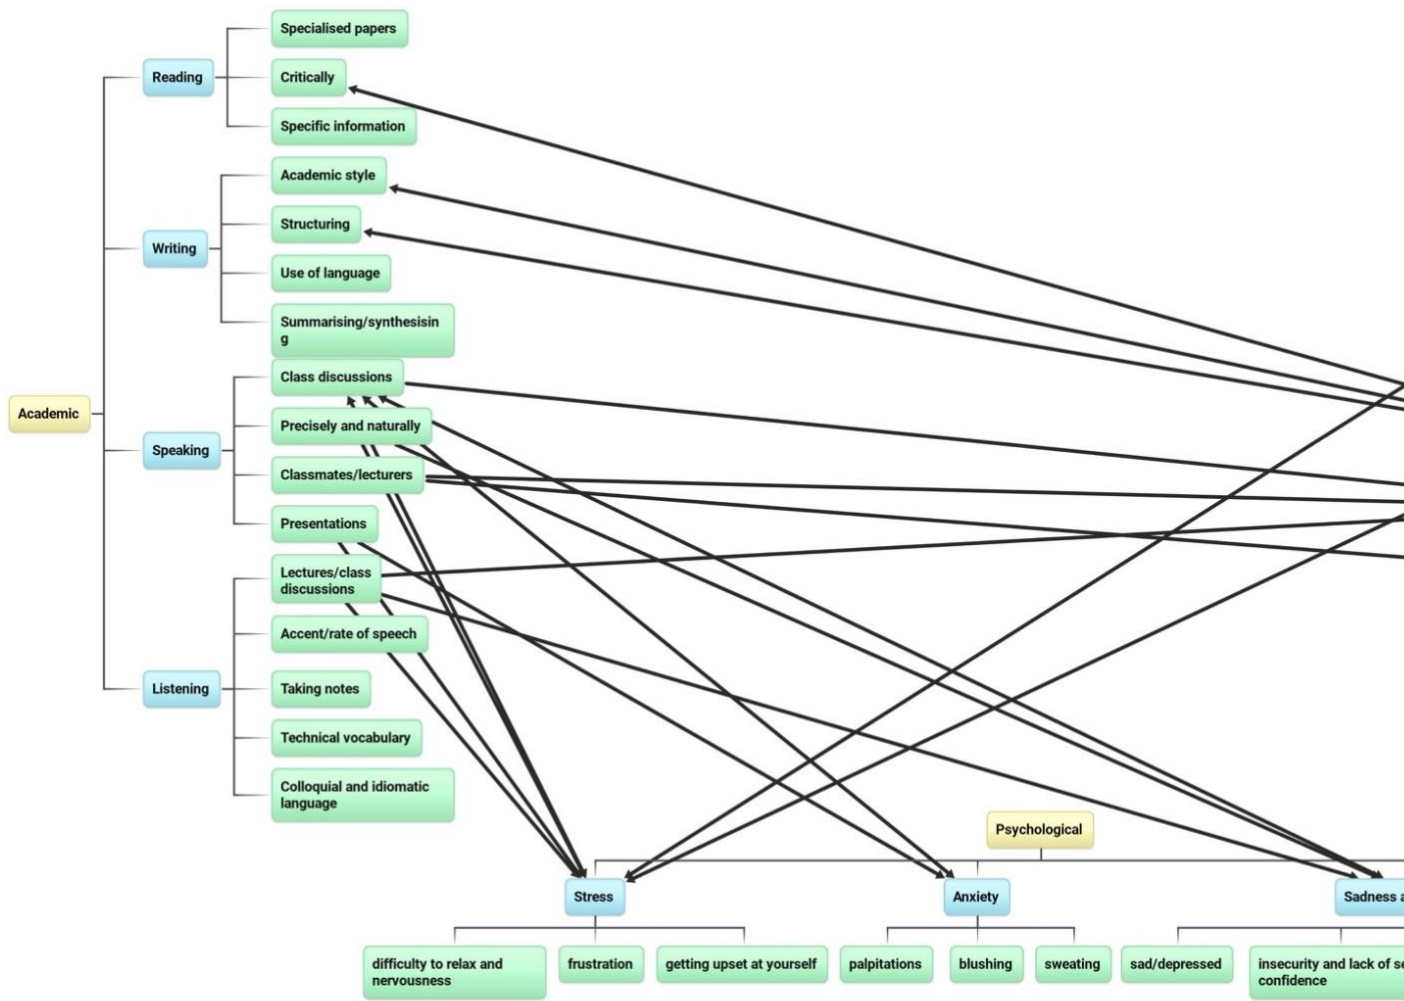 Specialised papers
Reading
Critically
Specific information
Academic style
Structuring
Writing
Use of language
Summarising/synthesisin
g
Class discussions
Academic
Precisely and naturally
Speaking
Classmates/lecturers
Presentations
Lectures/class
discussions
Accent/rate of speech
Listening
Taking notes
Technical vocabulary
Colloquial and idiomatic
language
Psychological
Stress
Anxiety
Sadness a
difficulty to relax and
nervousness
frustration
getting upset at yourself
palpitations
blushing
sweating
sad/depressed
insecurity and lack of se
confidence